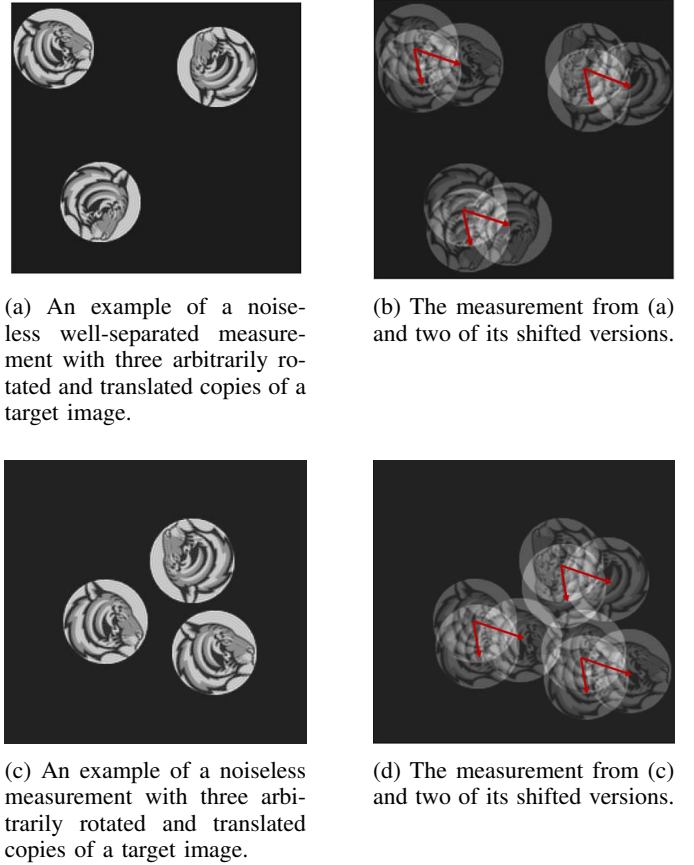 (a) An example of a noise-
less well-separated measure-
ment with three arbitrarily ro-
tated and translated copies of a
target image.
(b) The measurement from (a)
and two of its shifted versions.
(c) An example of a noiseless
measurement with three arbi-
trarily rotated and translated
copies of a target image.
(d) The measurement from (c)
and two of its shifted versions.